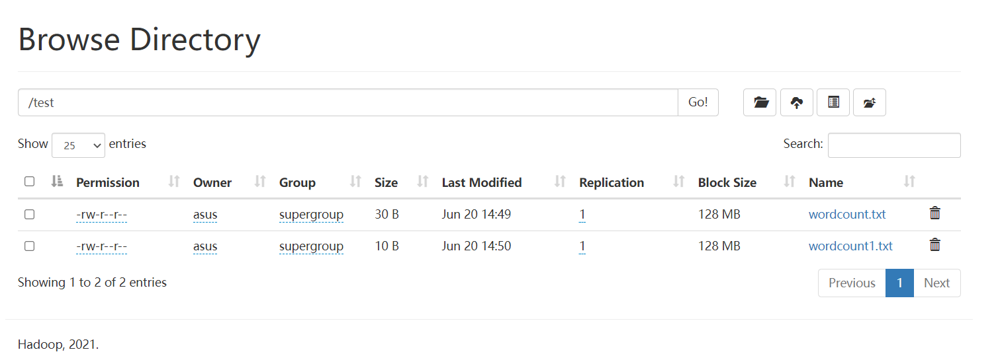 Browse Directory
/test Go!
Show 25 entries Search:
Permission Owner Group Size Last Modified Replication Block Size Name
-rw-r--r-- asus supergroup 30 B Jun 20 14:49 1 128 MB wordcount.txt
-rw-r--r-- asus supergroup 10 B Jun 20 14:50 1 128 MB wordcount1.txt
Showing 1 to 2 of 2 entries Previous 1 Next
Hadoop, 2021.